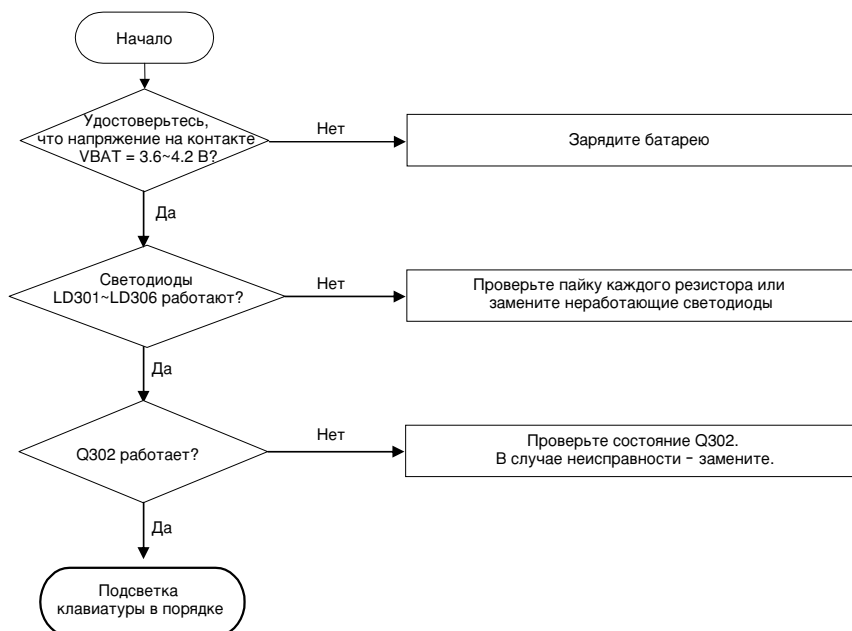 Начало
Удостоверьтесь,
что напряжение на контакте
VBAT = 3.6~4.2 В?
Нет
Зарядите батарею
Да
Светодиоды
LD301~LD306 работают?
Нет
Проверьте пайку каждого резистора или
замените неработающие светодиоды
Да
Q302 работает?
Нет
Проверьте состояние Q302.
В случае неисправности - замените.
Да
Подсветка
клавиатуры в порядке